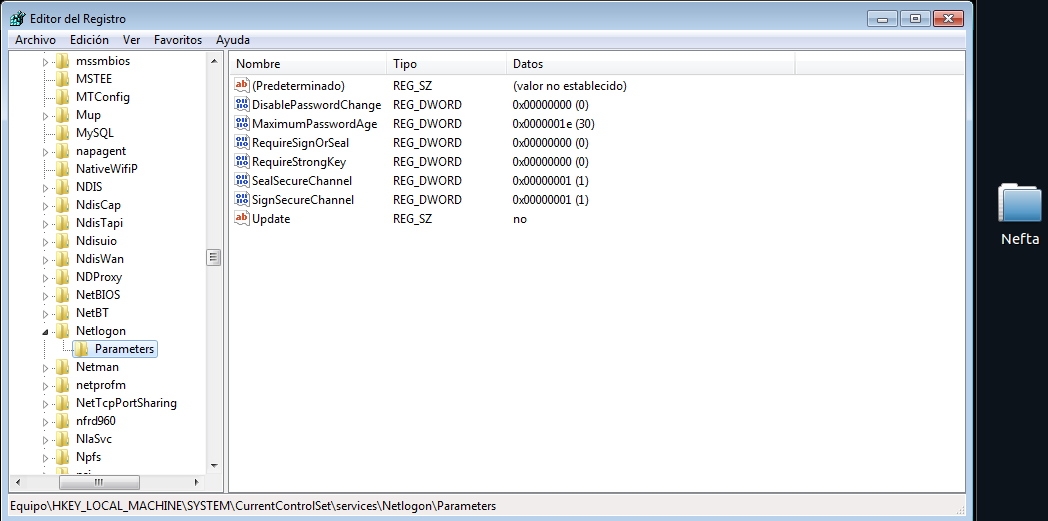 Editor del Registro
Archivo Edición Ver Favoritos Ayuda
mssmbios
MSTEE
MTConfig
Mup
MySQL
napagent
NativeWifiP
NDIS
NdisCap
NdisTapi
Ndisuio
NdisWan
NDProxy
NetBIOS
NetBT
Netlogon
Parameters
Netman
netprofm
NetTcpPortSharing
nfrd960
NlaSvc
Npfs
Nombre Tipo Datos
(Predeterminado) REG_SZ (valor no establecido)
DisablePasswordChange REG_DWORD 0x00000000 (0)
MaximumPasswordAge REG_DWORD 0x0000001e (30)
RequireSignOrSeal REG_DWORD 0x00000000 (0)
RequireStrongKey REG_DWORD 0x00000000 (0)
SealSecureChannel REG_DWORD 0x00000001 (1)
SignSecureChannel REG_DWORD 0x00000001 (1)
Update REG_SZ no
Equipo\HKEY_LOCAL_MACHINE\SYSTEM\CurrentControlSet\services\Netlogon\Parameters
Nefta